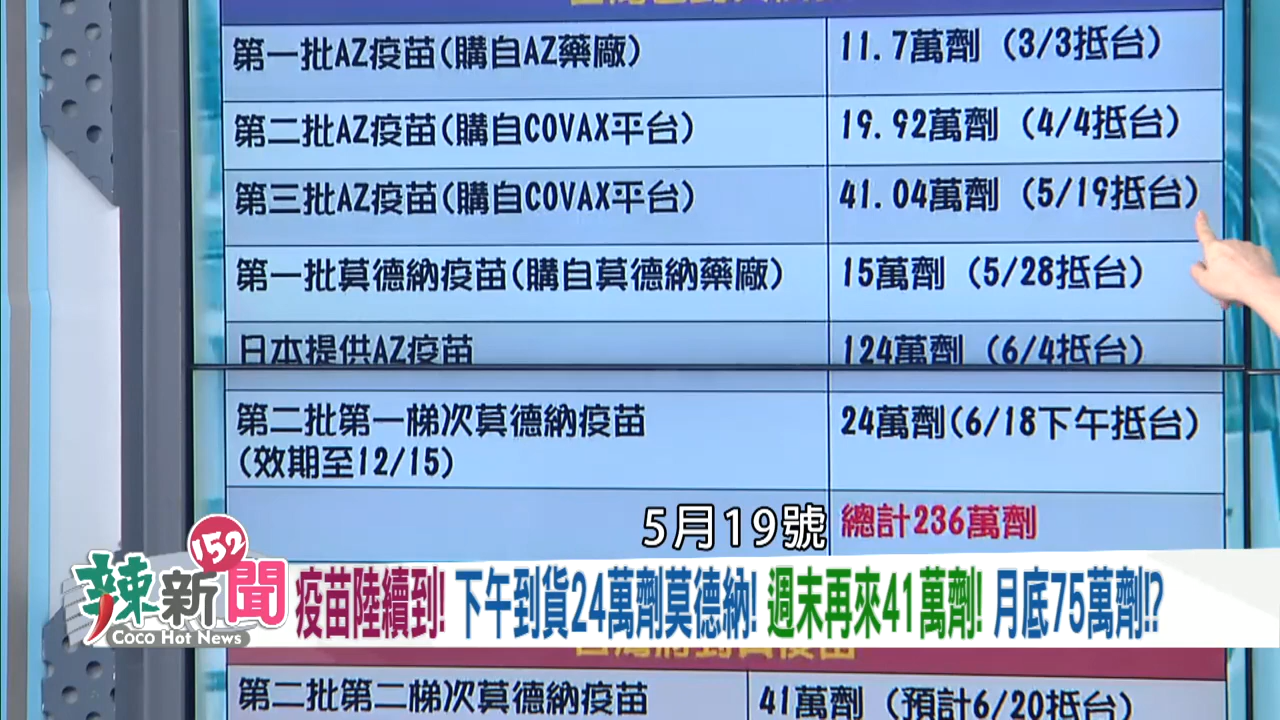 第一批AZ疫苗(購自AZ藥廠) 11.7萬劑 (3/3抵台)
第二批AZ疫苗(購自COVAX平台) 19.92萬劑 (4/4抵台)
第三批AZ疫苗(購自COVAX平台) 41.04萬劑 (5/19抵台)
第一批莫德納疫苗(購自莫德納藥廠) 15萬劑 (5/28抵台)
日本提供AZ疫苗 124萬劑 (6/4抵台)
第二批第一梯次莫德納疫苗 24萬劑(6/18下午抵台)
(效期至12/15)
5月19號 總計236萬劑
152
辣新聞 疫苗陸續到! 下午到貨24萬劑莫德納! 週末再來41萬劑! 月底75萬劑!?
Coco Hot News
第二批第二梯次莫德納疫苗 41萬劑 (預計6/20抵台)